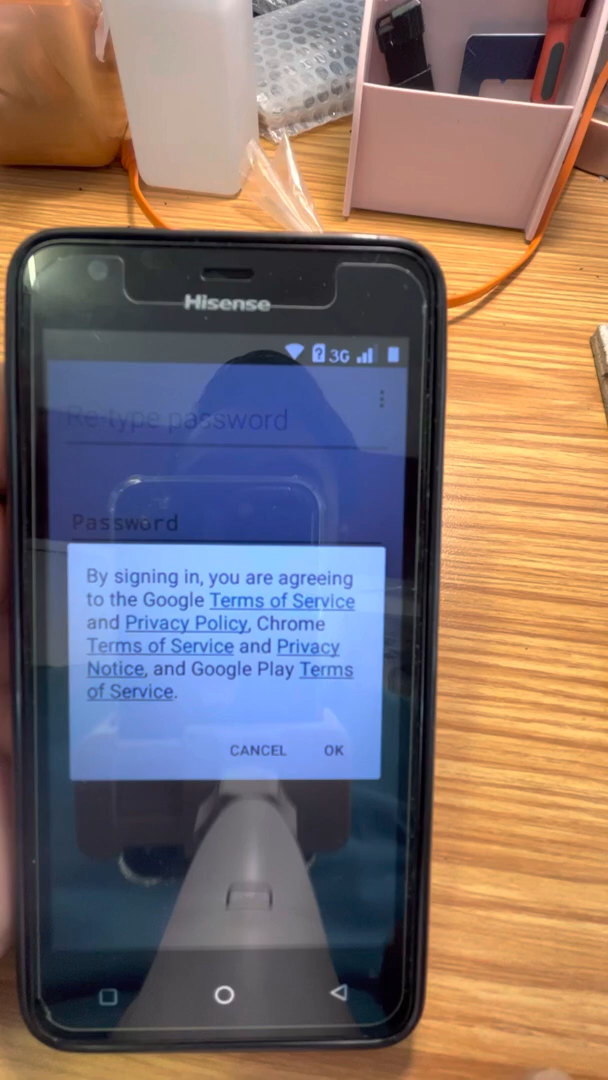 Hisense
3G
Re-type password
Password
By signing in, you are agreeing
to the Google Terms of Service
and Privacy Policy, Chrome
Terms of Service and Privacy
Notice, and Google Play Terms
of Service.
CANCEL OK